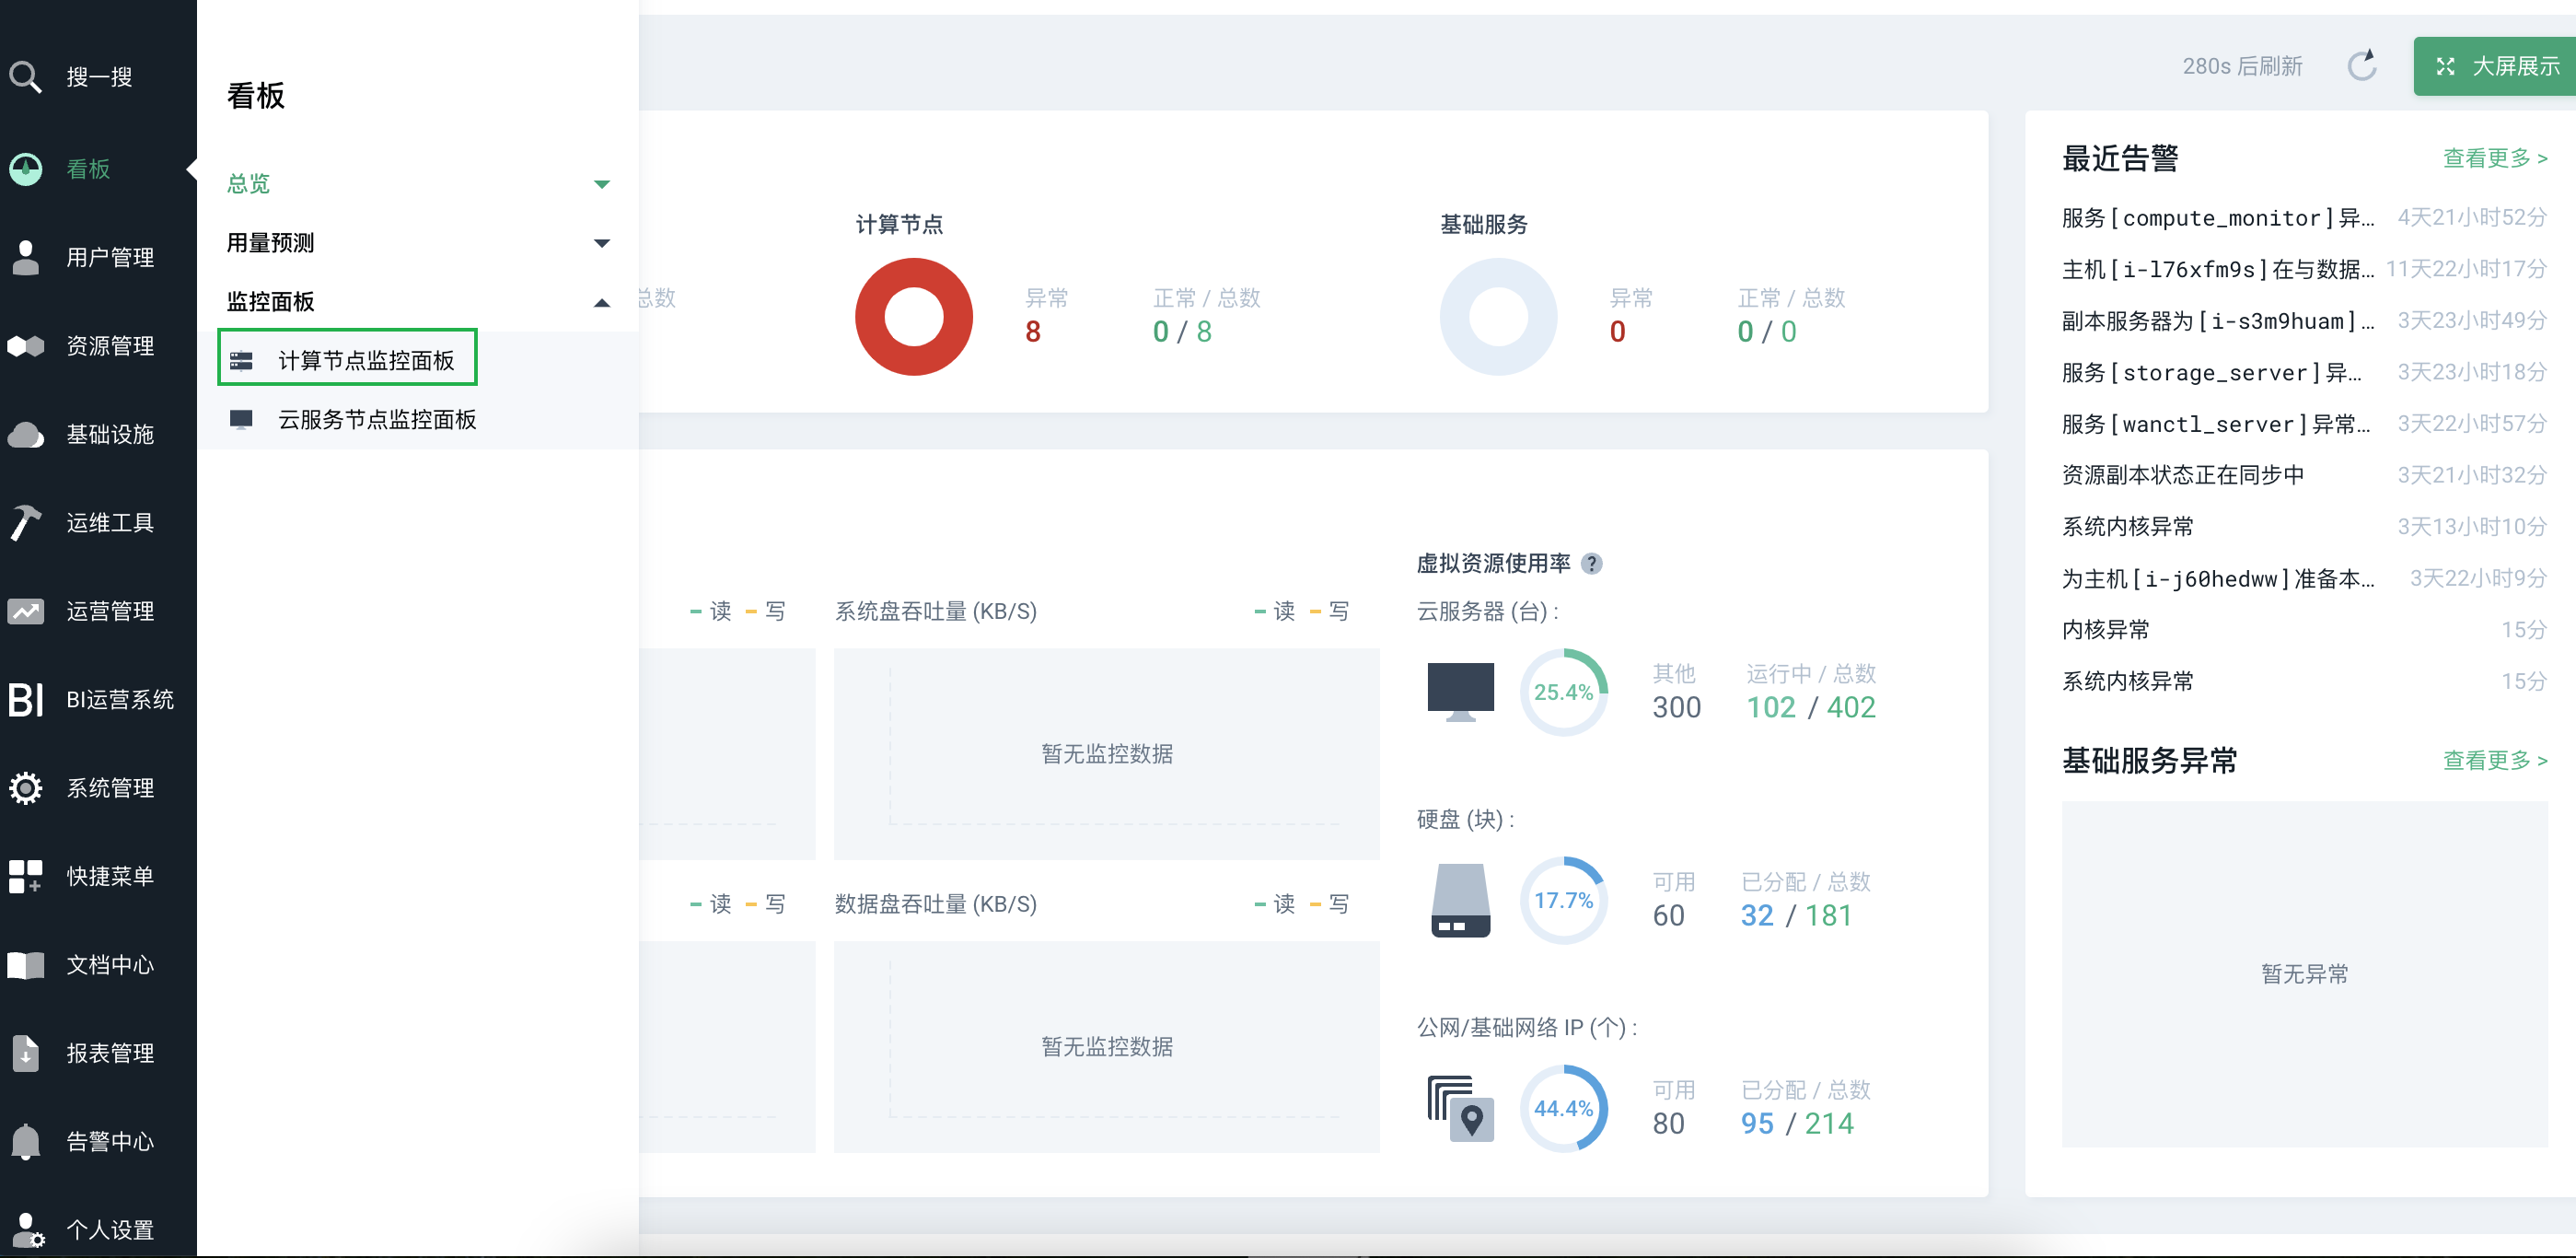 搜一搜
看板
用户管理
资源管理
基础设施
运维工具
运营管理
BI BI运营系统
系统管理
快捷菜单
文档中心
报表管理
告警中心
个人设置
看板
总览
用量预测
监控面板
计算节点监控面板
云服务节点监控面板
280s 后刷新
大屏展示
总数
计算节点
异常
8
正常 / 总数
0 / 8
基础服务
异常
0
正常 / 总数
0 / 0
读 写
系统盘吞吐量 (KB/S)
读 写
暂无监控数据
读 写
数据盘吞吐量 (KB/S)
读 写
暂无监控数据
虚拟资源使用率 ?
云服务器 (台) :
25.4%
其他
300
运行中 / 总数
102 / 402
硬盘 (块) :
17.7%
可用
60
已分配 / 总数
32 / 181
公网/基础网络 IP (个) :
44.4%
可用
80
已分配 / 总数
95 / 214
最近告警
查看更多 >
服务[compute_monitor]异... 4天21小时52分
主机[i-l76xfm9s]在与数据... 11天22小时17分
副本服务器为[i-s3m9huam]... 3天23小时49分
服务[storage_server]异... 3天23小时18分
服务[wanctl_server]异常... 3天22小时57分
资源副本状态正在同步中 3天21小时32分
系统内核异常 3天13小时10分
为主机[i-j60hedww]准备本... 3天22小时9分
内核异常 15分
系统内核异常 15分
基础服务异常
查看更多 >
暂无异常